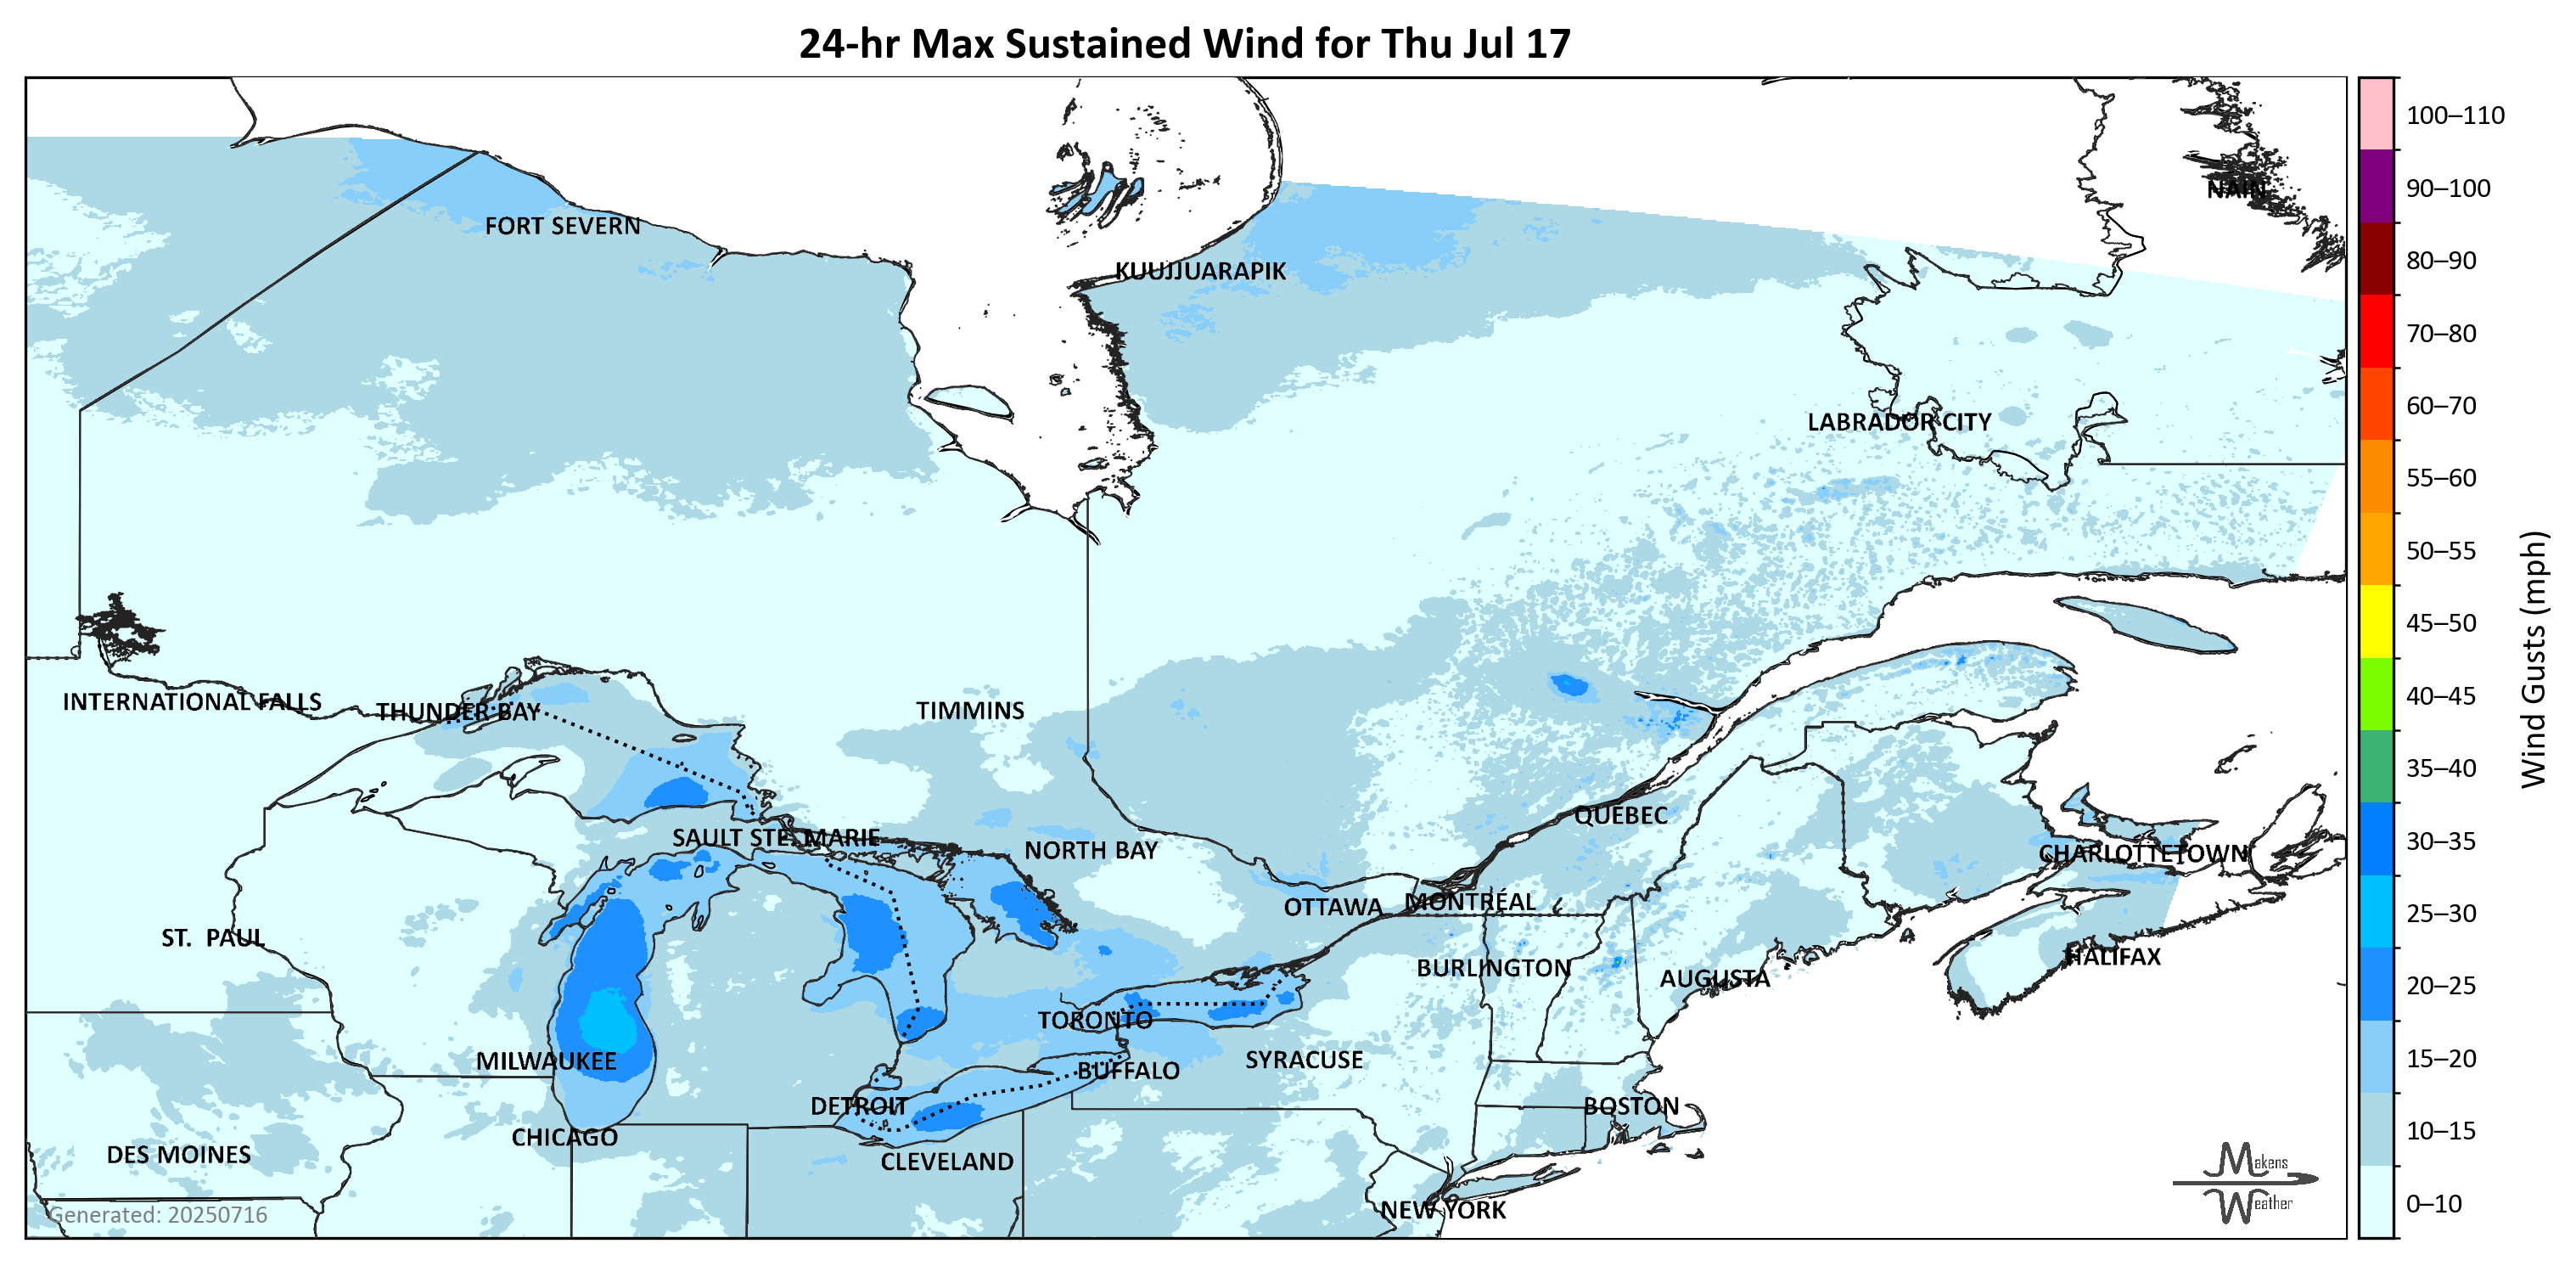 24-hr Max Sustained Wind for Thu Jul 17
100–110
90–100
NAIN
FORT SEVERN
80–90
KUUJJUARAPIK
70–80
60–70
LABRADOR CITY
55–60
50–55
45–50
Wind Gusts (mph)
40–45
INTERNATIONAL FALLS
THUNDER BAY
TIMMINS
35–40
QUEBEC
30–35
SAULT STE. MARIE
NORTH BAY
CHARLOTTETOWN
OTTAWA
MONTRÉAL
25–30
ST. PAUL
HALIFAX
BURLINGTON
AUGUSTA
20–25
TORONTO
MILWAUKEE
SYRACUSE
15–20
BUFFALO
DETROIT
BOSTON
10–15
CHICAGO
DES MOINES
CLEVELAND
Makens
Weather
0–10
NEW YORK
Generated: 20250716